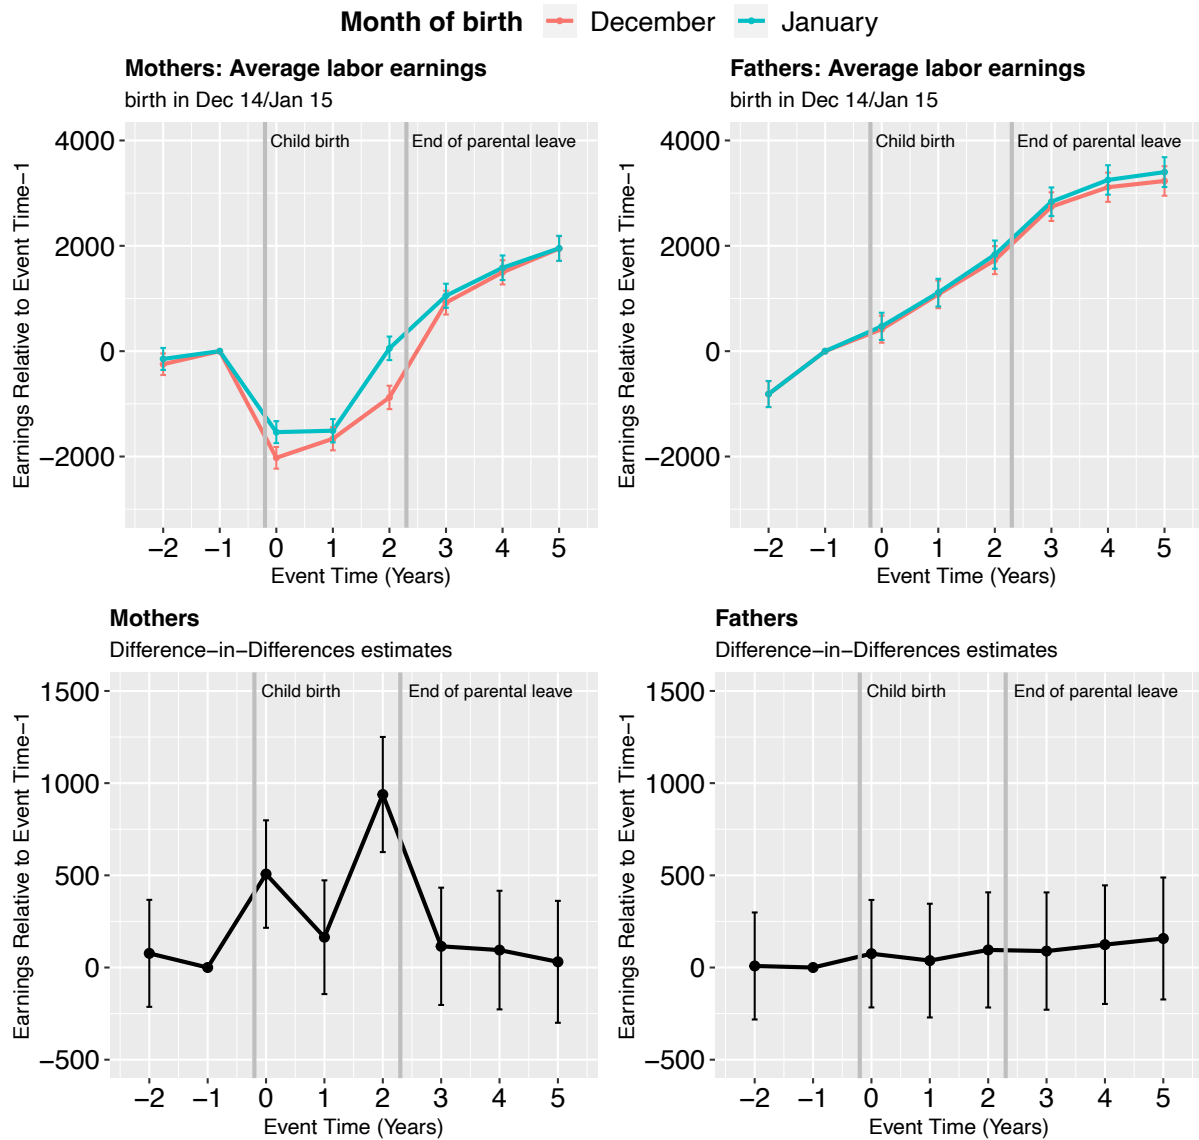 Month of birth December January
Mothers: Average labor earnings
birth in Dec 14/Jan 15
Earnings Relative to Event Time−1
4000
2000
0
−2000
Child birth
End of parental leave
−2 −1 0 1 2 3 4 5
Event Time (Years)
Fathers: Average labor earnings
birth in Dec 14/Jan 15
Earnings Relative to Event Time−1
4000
2000
0
−2000
Child birth
End of parental leave
−2 −1 0 1 2 3 4 5
Event Time (Years)
Mothers
Difference−in−Differences estimates
Earnings Relative to Event Time−1
1500
1000
500
0
−500
Child birth
End of parental leave
−2 −1 0 1 2 3 4 5
Event Time (Years)
Fathers
Difference−in−Differences estimates
Earnings Relative to Event Time−1
1500
1000
500
0
−500
Child birth
End of parental leave
−2 −1 0 1 2 3 4 5
Event Time (Years)